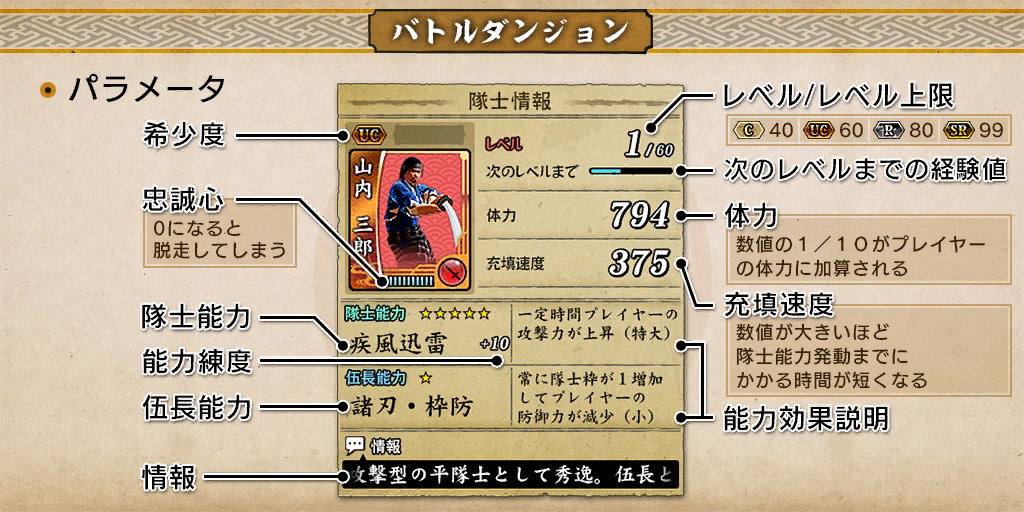 バトルダンジョン
パラメータ
希少度
忠誠心
0になると
脱走してしまう
隊士能力
能力練度
伍長能力
情報
隊士情報
UC
山内 三郎
レベル
1/60
次のレベルまで
体力
794
充填速度
375
隊士能力 ★★★★★
疾風迅雷 +10
一定時間プレイヤーの
攻撃力が上昇（特大）
伍長能力 ★
諸刃・枠防
常に隊士枠が１増加
してプレイヤーの
防御力が減少（小）
情報
攻撃型の平隊士として秀逸。伍長と
レベル/レベル上限
C 40 UC 60 R 80 SR 99
次のレベルまでの経験値
体力
数値の１／１０がプレイヤー
の体力に加算される
充填速度
数値が大きいほど
隊士能力発動までに
かかる時間が短くなる
能力効果説明